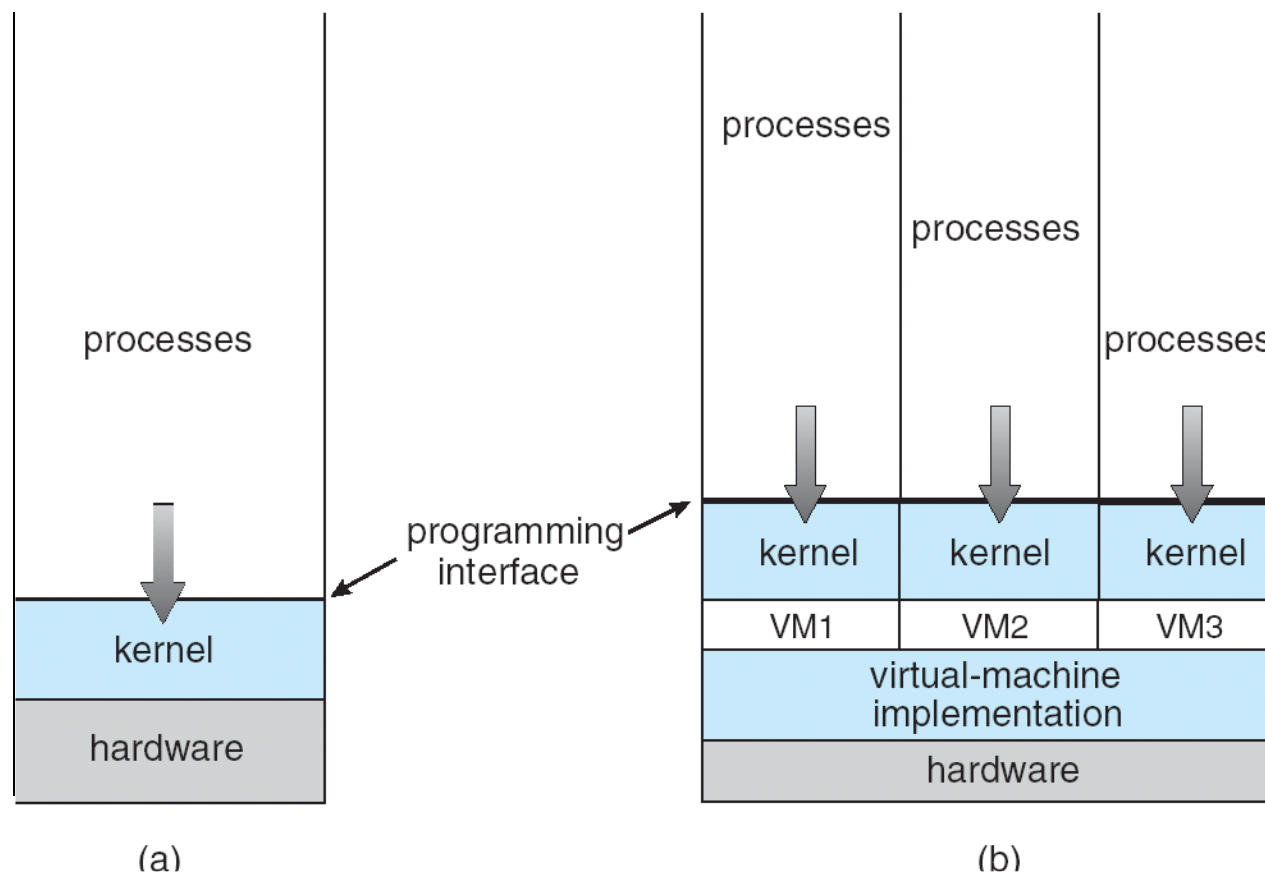 processes
kernel
hardware
(a)
programming
interface
processes
processes
processes
kernel
kernel
kernel
VM1
VM2
VM3
virtual-machine
implementation
hardware
(b)